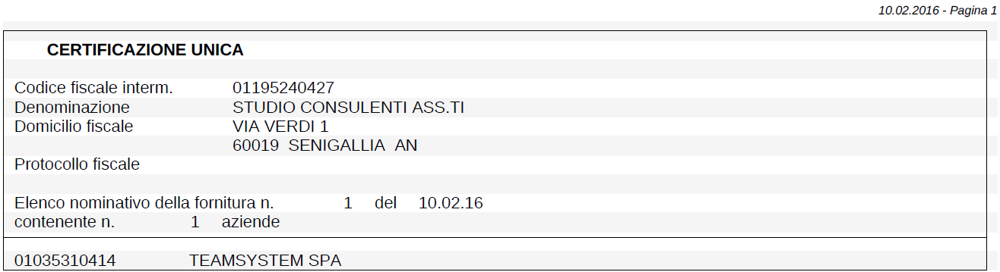 10.02.2016 - Pagina 1
CERTIFICAZIONE UNICA
Codice fiscale interm. 01195240427
Denominazione STUDIO CONSULENTI ASS.TI
Domicilio fiscale VIA VERDI 1
60019 SENIGALLIA AN
Protocollo fiscale
Elenco nominativo della fornitura n. 1 del 10.02.16
contenente n. 1 aziende
01035310414 TEAMSYSTEM SPA